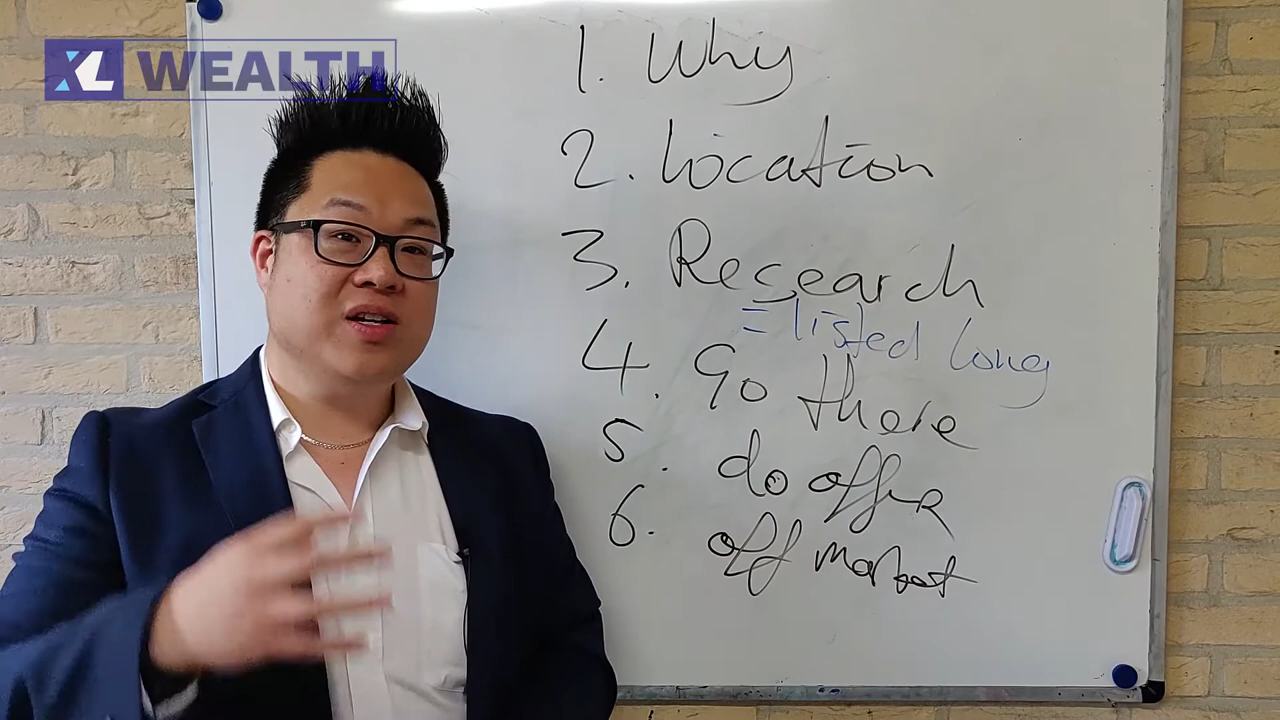 XL WEALTH
1. Why
2. Location
3. Research
= listed long
4. Go there
5. do offer
6. off market